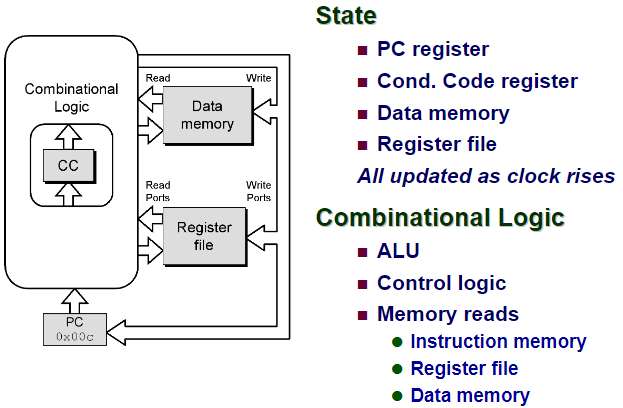 Combinational
Logic
CC
Read
Write
Data
memory
Read
Ports
Write
Ports
Register
file
PC
0x00c
State
PC register
Cond. Code register
Data memory
Register file
All updated as clock rises
Combinational Logic
ALU
Control logic
Memory reads
Instruction memory
Register file
Data memory